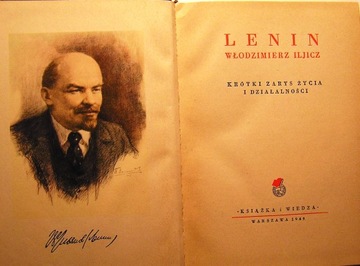 LENIN
WŁODZIMIERZ ILJICZ
KRÓTKI ZARYS ŻYCIA
I DZIAŁALNOŚCI
„KSIĄŻKA i WIEDZA”
WARSZAWA